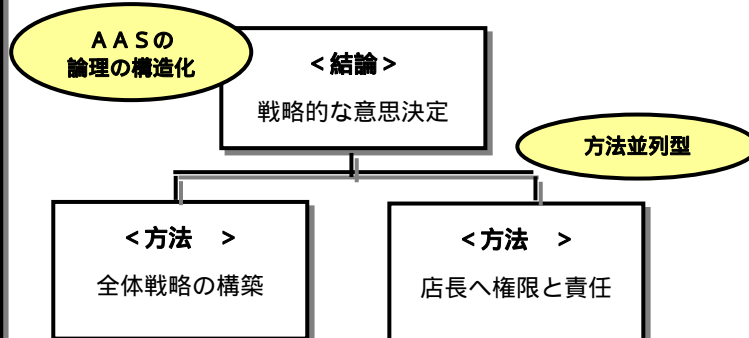 ＡＡＳの
論理の構造化
＜結論＞
戦略的な意思決定
方法並列型
＜方法　＞
全体戦略の構築
＜方法　＞
店長へ権限と責任